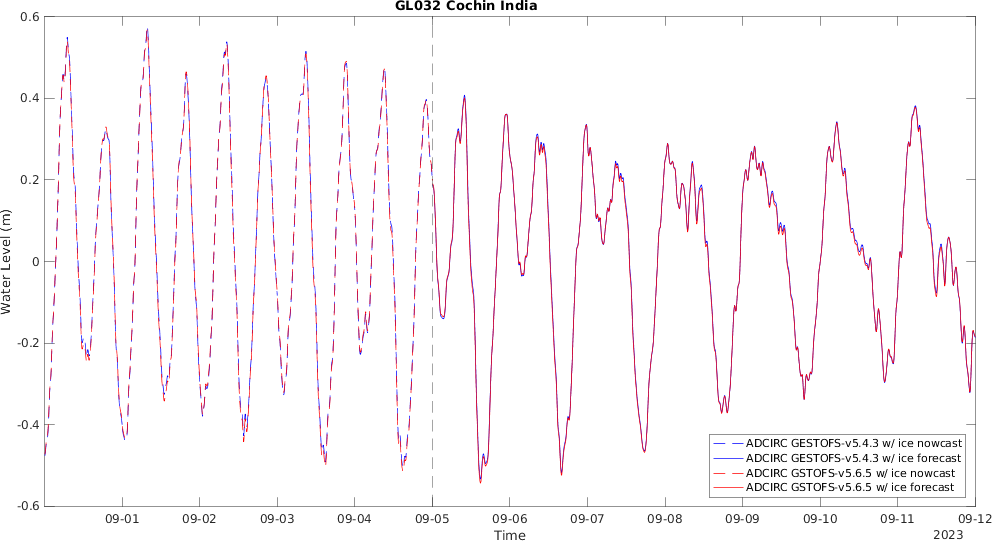 GL032 Cochin India
0.6
0.4
0.2
0
-0.2
-0.4
-0.6
Water Level (m)
ADCIRC GESTOFS-v5.4.3 w/ ice nowcast
ADCIRC GESTOFS-v5.4.3 w/ ice forecast
ADCIRC GSTOFS-v5.6.5 w/ ice nowcast
ADCIRC GSTOFS-v5.6.5 w/ ice forecast
09-01 09-02 09-03 09-04 09-05 09-06 09-07 09-08 09-09 09-10 09-11 09-12
Time
2023